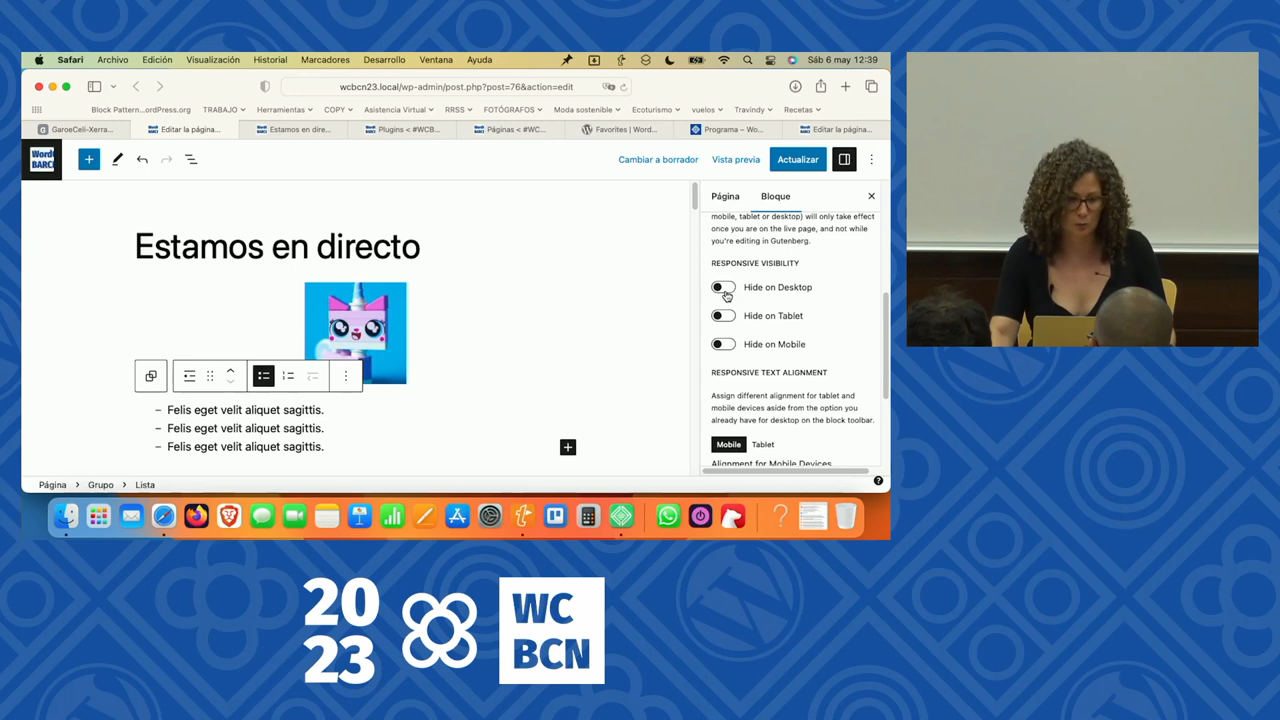 Safari Archivo Edición Visualización Historial Marcadores Desarrollo Ventana Ayuda Sáb 6 may 12:39
wcbcn23.local/wp-admin/post.php?post=76&action=edit
Block Pattern...ordPress.org TRABAJO Herramientas COPY Asistencia Virtual RRSS FOTÓGRAFOS Moda sostenible Ecoturismo vuelos Travindy Recetas
GaroeCeli-Xerra... Editar la página... Estamos en dire... Plugins < #WCB... Páginas < #WC... Favorites | Word... Programa – Wo... Editar la página...
Word
BARC
Cambiar a borrador Vista previa Actualizar
Página Bloque
mobile, tablet or desktop) will only take effect
once you are on the live page, and not while
you're editing in Gutenberg.
RESPONSIVE VISIBILITY
Hide on Desktop
Hide on Tablet
Hide on Mobile
RESPONSIVE TEXT ALIGNMENT
Assign different alignment for tablet and
mobile devices aside from the option you
already have for desktop on the block toolbar.
Mobile Tablet
Alignment for Mobile Devices
Estamos en directo
– Felis eget velit aliquet sagittis.
– Felis eget velit aliquet sagittis.
– Felis eget velit aliquet sagittis.
Página > Grupo > Lista
20
23
WC
BCN